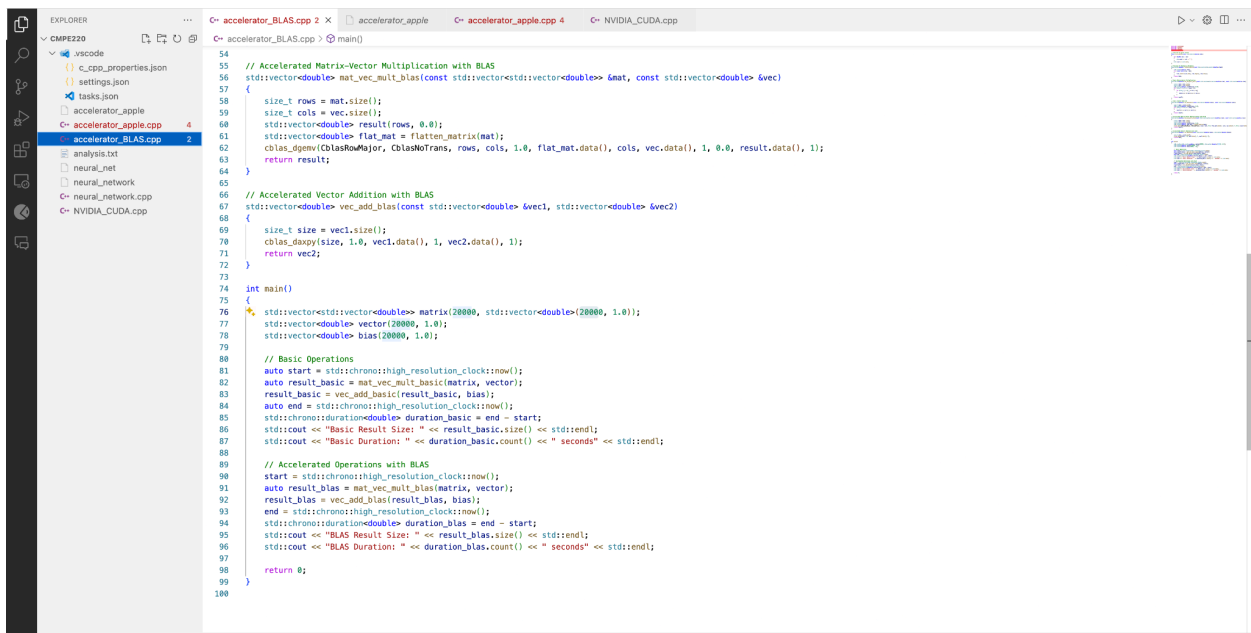 EXPLORER
CMPE220
.vscode
c_cpp_properties.json
settings.json
tasks.json
accelerator_apple
accelerator_apple.cpp 4
accelerator_BLAS.cpp 2
analysis.txt
neural_net
neural_network
neural_network.cpp
NVIDIA_CUDA.cpp
accelerator_BLAS.cpp 2 accelerator_apple accelerator_apple.cpp 4 NVIDIA_CUDA.cpp
accelerator_BLAS.cpp > main()
54
55 // Accelerated Matrix-Vector Multiplication with BLAS
56 std::vector<double> mat_vec_mult_blas(const std::vector<std::vector<double>> &mat, const std::vector<double> &vec)
57 {
58 size_t rows = mat.size();
59 size_t cols = vec.size();
60 std::vector<double> result(rows, 0.0);
61 std::vector<double> flat_mat = flatten_matrix(mat);
62 cblas_dgemv(CblasRowMajor, CblasNoTrans, rows, cols, 1.0, flat_mat.data(), cols, vec.data(), 1, 0.0, result.data(), 1);
63 return result;
64 }
65
66 // Accelerated Vector Addition with BLAS
67 std::vector<double> vec_add_blas(const std::vector<double> &vec1, std::vector<double> &vec2)
68 {
69 size_t size = vec1.size();
70 cblas_daxpy(size, 1.0, vec1.data(), 1, vec2.data(), 1);
71 return vec2;
72 }
73
74 int main()
75 {
76 std::vector<std::vector<double>> matrix(20000, std::vector<double>(20000, 1.0));
77 std::vector<double> vector(20000, 1.0);
78 std::vector<double> bias(20000, 1.0);
79
80 // Basic Operations
81 auto start = std::chrono::high_resolution_clock::now();
82 auto result_basic = mat_vec_mult_basic(matrix, vector);
83 result_basic = vec_add_basic(result_basic, bias);
84 auto end = std::chrono::high_resolution_clock::now();
85 std::chrono::duration<double> duration_basic = end - start;
86 std::cout << "Basic Result Size: " << result_basic.size() << std::endl;
87 std::cout << "Basic Duration: " << duration_basic.count() << " seconds" << std::endl;
88
89 // Accelerated Operations with BLAS
90 start = std::chrono::high_resolution_clock::now();
91 auto result_blas = mat_vec_mult_blas(matrix, vector);
92 result_blas = vec_add_blas(result_blas, bias);
93 end = std::chrono::high_resolution_clock::now();
94 std::chrono::duration<double> duration_blas = end - start;
95 std::cout << "BLAS Result Size: " << result_blas.size() << std::endl;
96 std::cout << "BLAS Duration: " << duration_blas.count() << " seconds" << std::endl;
97
98 return 0;
99 }
100